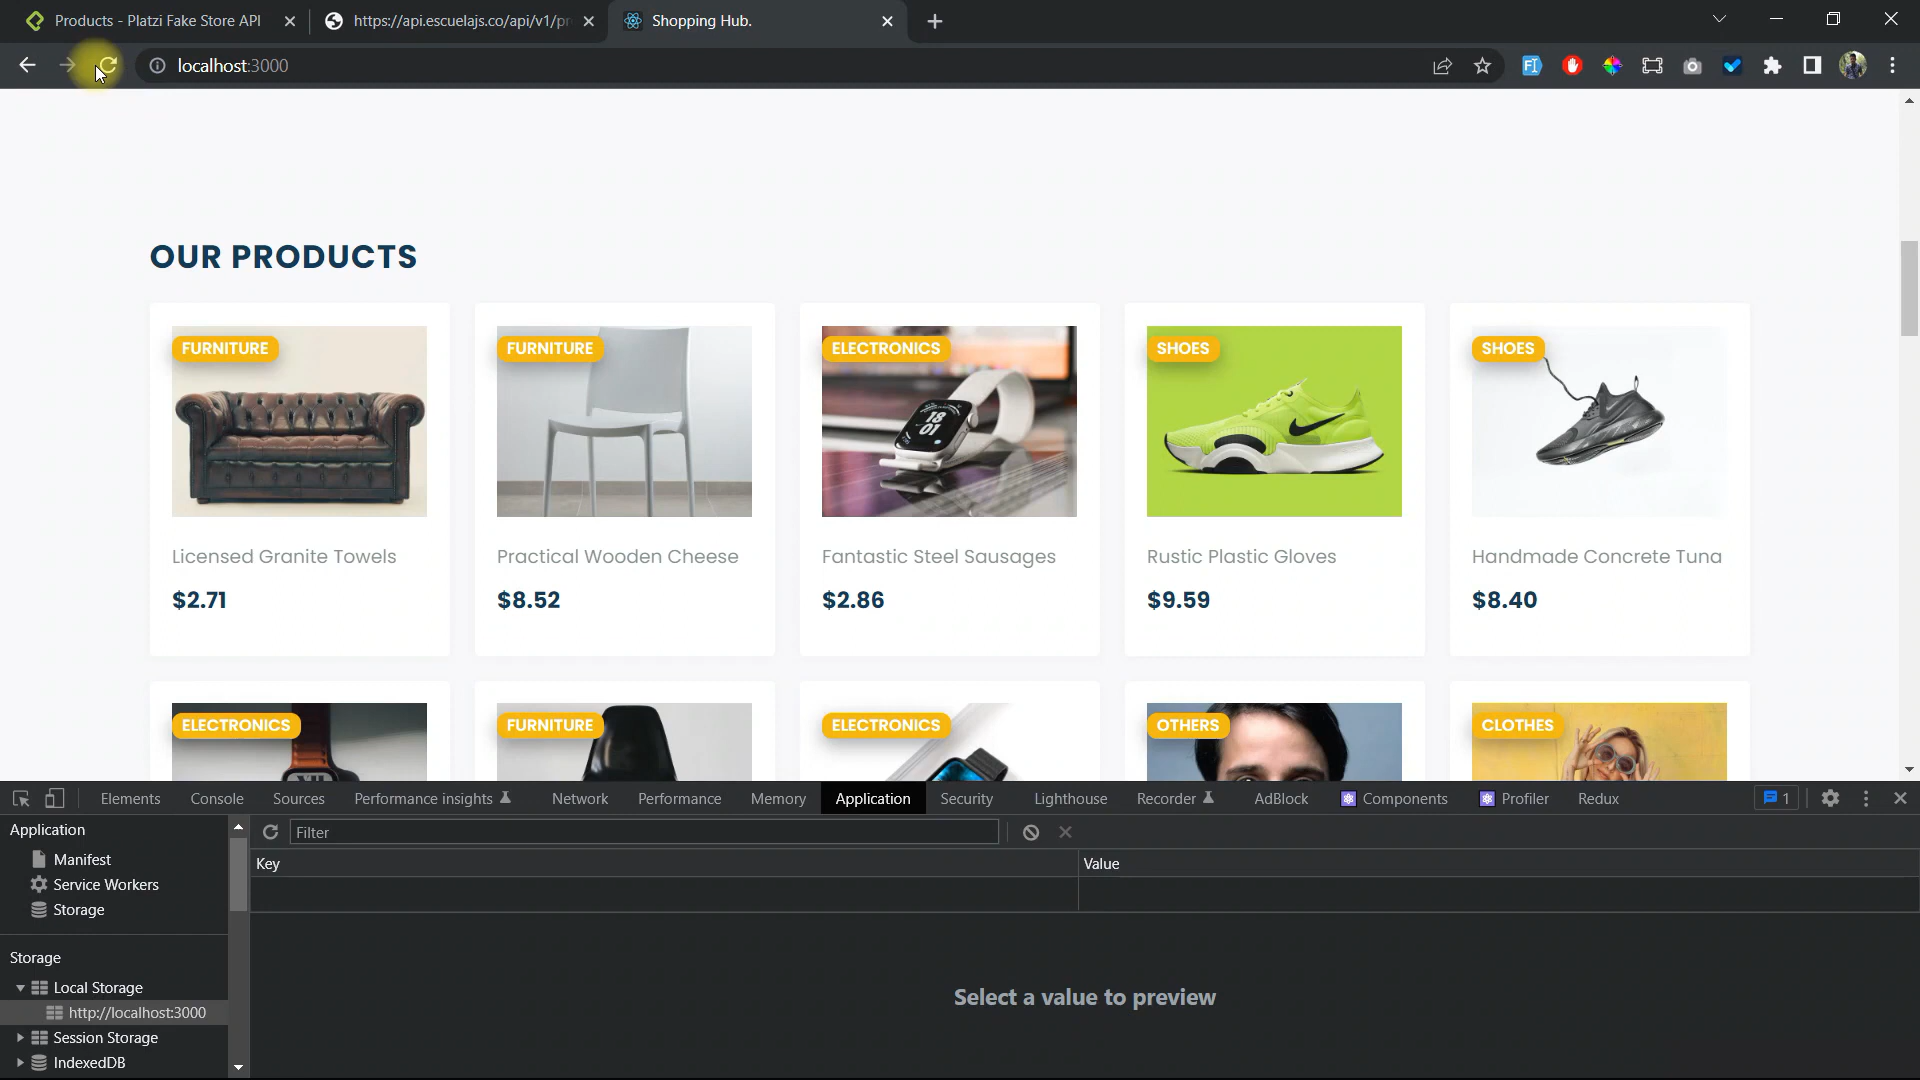 Products - Platzi Fake Store API
https://api.escuelajs.co/api/v1/pr
Shopping Hub.
localhost:3000
OUR PRODUCTS
FURNITURE
FURNITURE
ELECTRONICS
SHOES
SHOES
18
01
Licensed Granite Towels
Practical Wooden Cheese
Fantastic Steel Sausages
Rustic Plastic Gloves
Handmade Concrete Tuna
$2.71
$8.52
$2.86
$9.59
$8.40
ELECTRONICS
FURNITURE
ELECTRONICS
OTHERS
CLOTHES
Elements
Console
Sources
Performance insights
Network
Performance
Memory
Application
Security
Lighthouse
Recorder
AdBlock
Components
Profiler
Redux
1
Application
Filter
Manifest
Key
Value
Service Workers
Storage
Storage
Local Storage
Select a value to preview
http://localhost:3000
Session Storage
IndexedDB